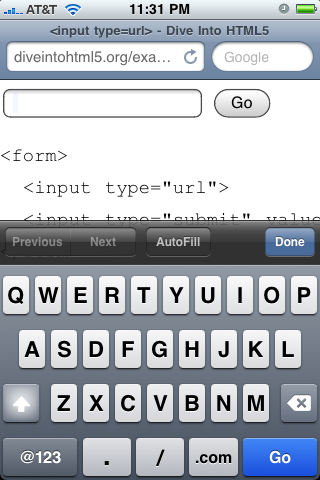 AT&T 11:31 PM
<input type=url> - Dive Into HTML5
diveintohtml5.org/exa... Google
Go
<form>
<input type="url">
<input type="submit" value
Previous Next AutoFill Done
Q W E R T Y U I O P
A S D F G H J K L
Z X C V B N M
@123 . / .com Go